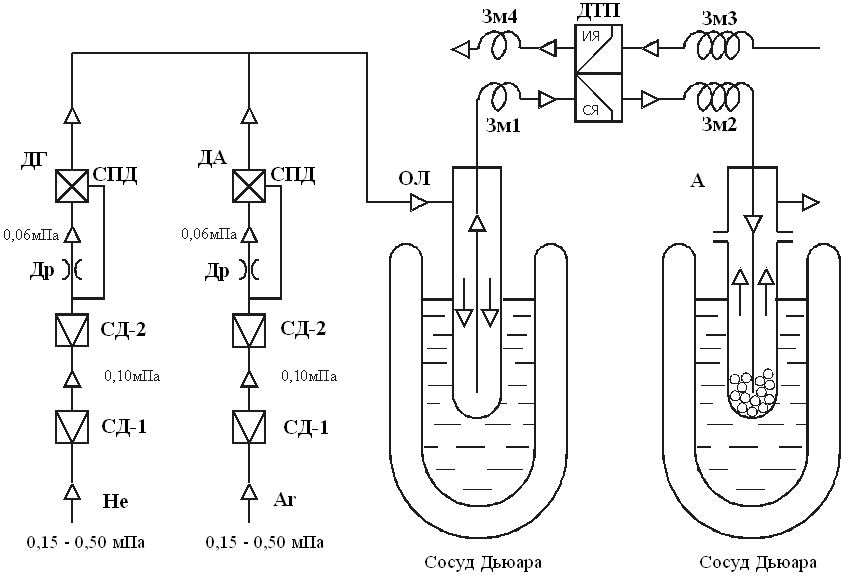 Зм4
ДТП
Зм3
ИЯ
СЯ
Зм1
Зм2
ДГ
СПД
ДА
СПД
ОЛ
А
0,06мПа
0,06мПа
Др
Др
СД-2
СД-2
0,10мПа
0,10мПа
СД-1
СД-1
Не
Ar
0,15 - 0,50 мПа
0,15 - 0,50 мПа
Сосуд Дьюара
Сосуд Дьюара